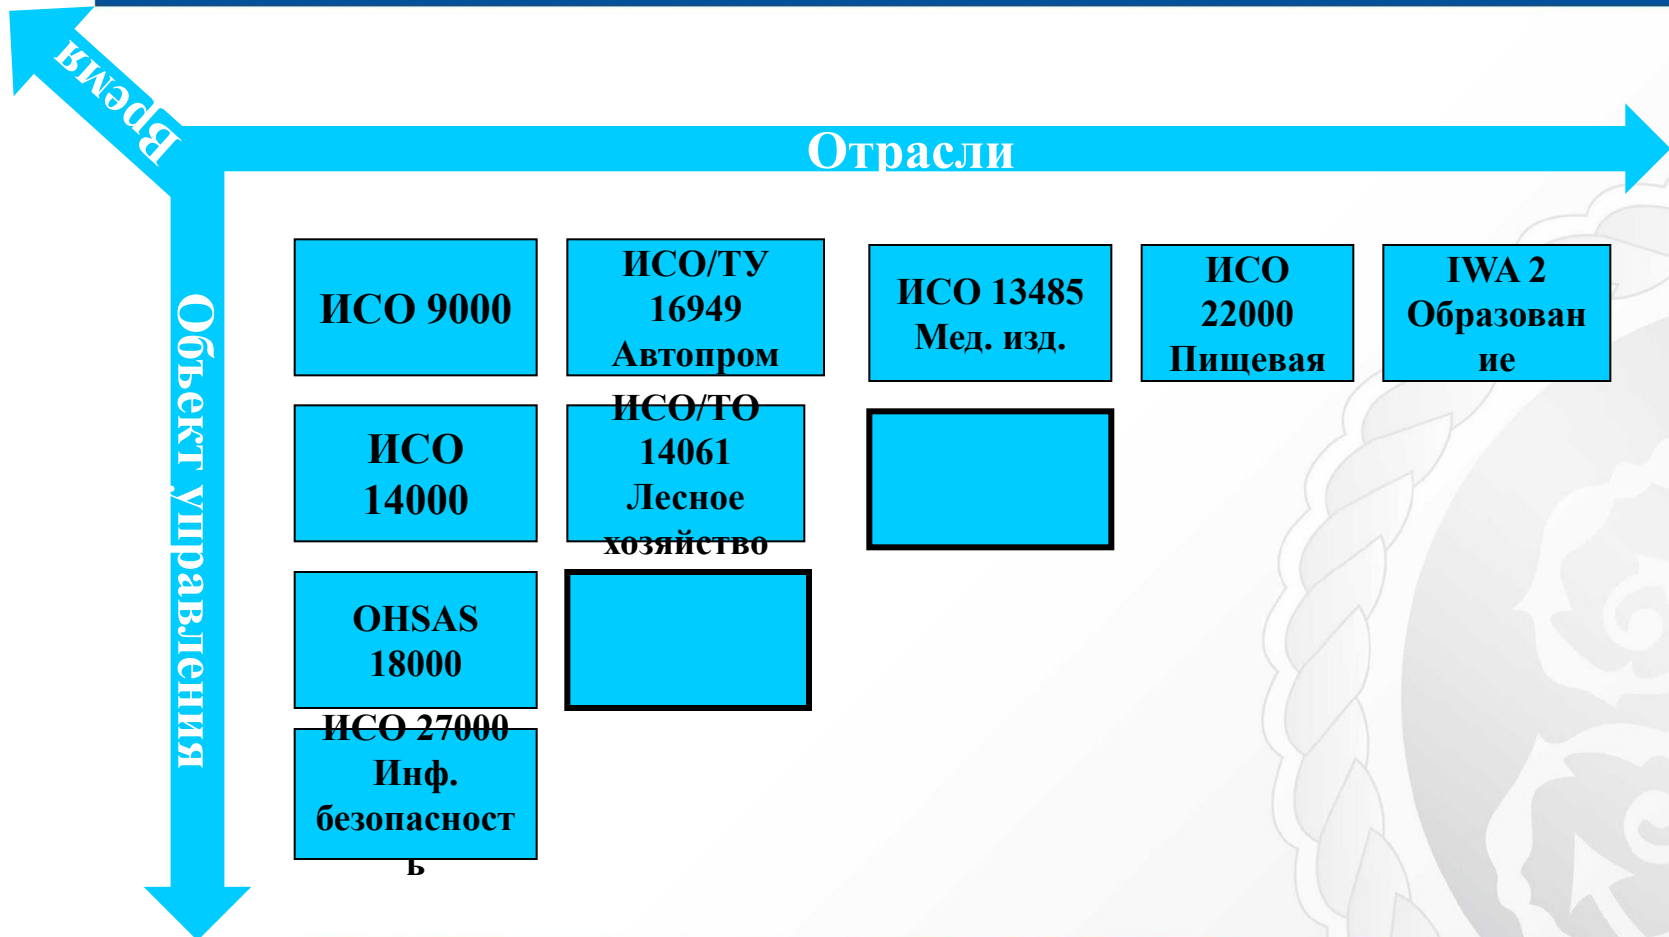 Время
Отрасли
Объект управления
ИСО 9000
ИСО/ТУ
16949
Автопром
ИСО 13485
Мед. изд.
ИСО
22000
Пищевая
IWA 2
Образован
ие
ИСО
14000
ИСО/ТО
14061
Лесное
хозяйство
OHSAS
18000
ИСО 27000
Инф.
безопасност
ь